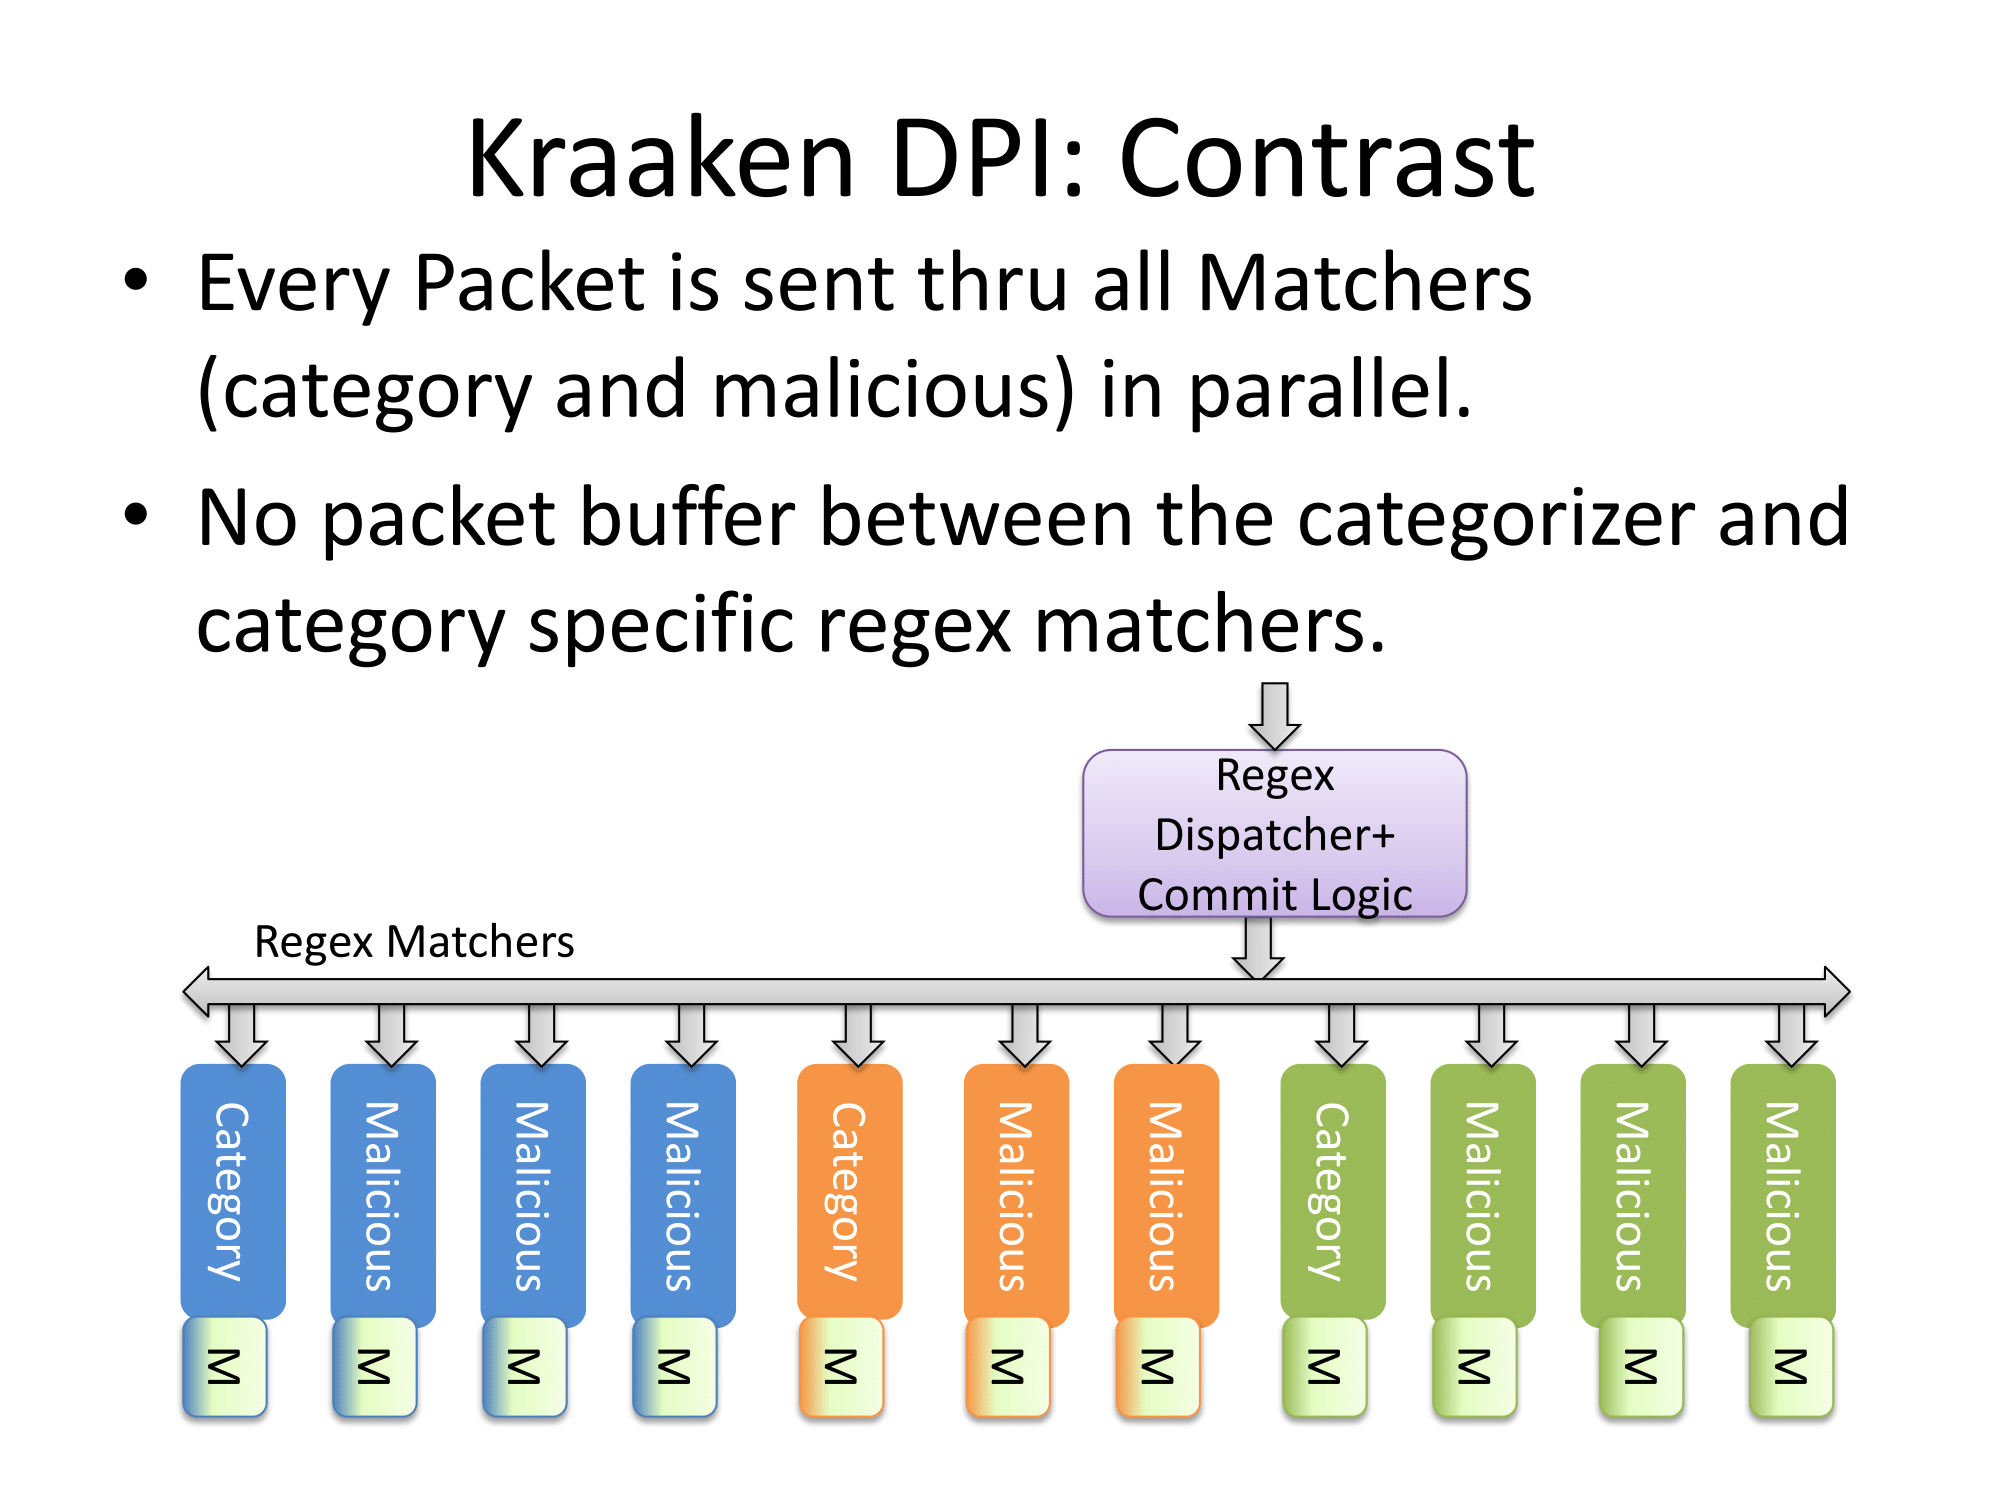 Kraaken DPI: Contrast
• Every Packet is sent thru all Matchers
(category and malicious) in parallel.
• No packet buffer between the categorizer and
category specific regex matchers.
Regex
Dispatcher+
Commit Logic
Regex Matchers
Category
Malicious
Malicious
Malicious
Category
Malicious
Malicious
Category
Malicious
Malicious
Malicious
M
M
M
M
M
M
M
M
M
M
M